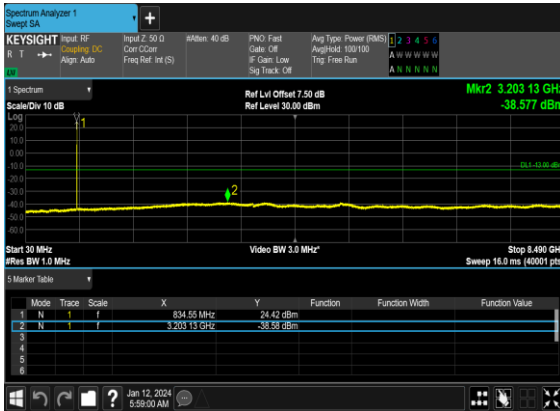 Spectrum Analyzer 1
Swept SA
KEYSIGHT Input: RF Input Z: 50 Ω #Atten: 40 dB PNO: Fast Avg Type: Power (RMS) 1 2 3 4 5 6
R T Coupling: DC Corr CCorr Gate: Off Avg|Hold: 100/100 A W W W W W
Align: Auto Freq Ref: Int (S) IF Gain: Low Trig: Free Run
LXI Sig Track: Off A N N N N N
1 Spectrum Ref Lvl Offset 7.50 dB Mkr2 3.203 13 GHz
Scale/Div 10 dB Ref Level 30.00 dBm -38.577 dBm
Log
20.0 1
10.0
0.00
-10.0 DL1 -13.00 dBm
-20.0
-30.0 2
-40.0
-50.0
-60.0
Start 30 MHz Video BW 3.0 MHz* Stop 8.490 GH
#Res BW 1.0 MHz Sweep 16.0 ms (40001 pts
5 Marker Table
Mode Trace Scale X Y Function Function Width Function Value
1 N 1 f 834.55 MHz 24.42 dBm
2 N 1 f 3.203 13 GHz -38.58 dBm
3
4
5
6
? Jan 12, 2024
5:59:00 AM